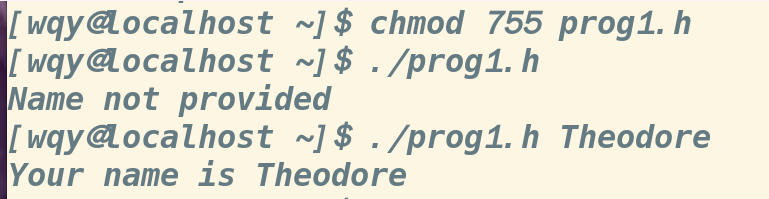 [wqy@localhost ~]$ chmod 755 prog1.h
[wqy@localhost ~]$ ./prog1.h
Name not provided
[wqy@localhost ~]$ ./prog1.h Theodore
Your name is Theodore